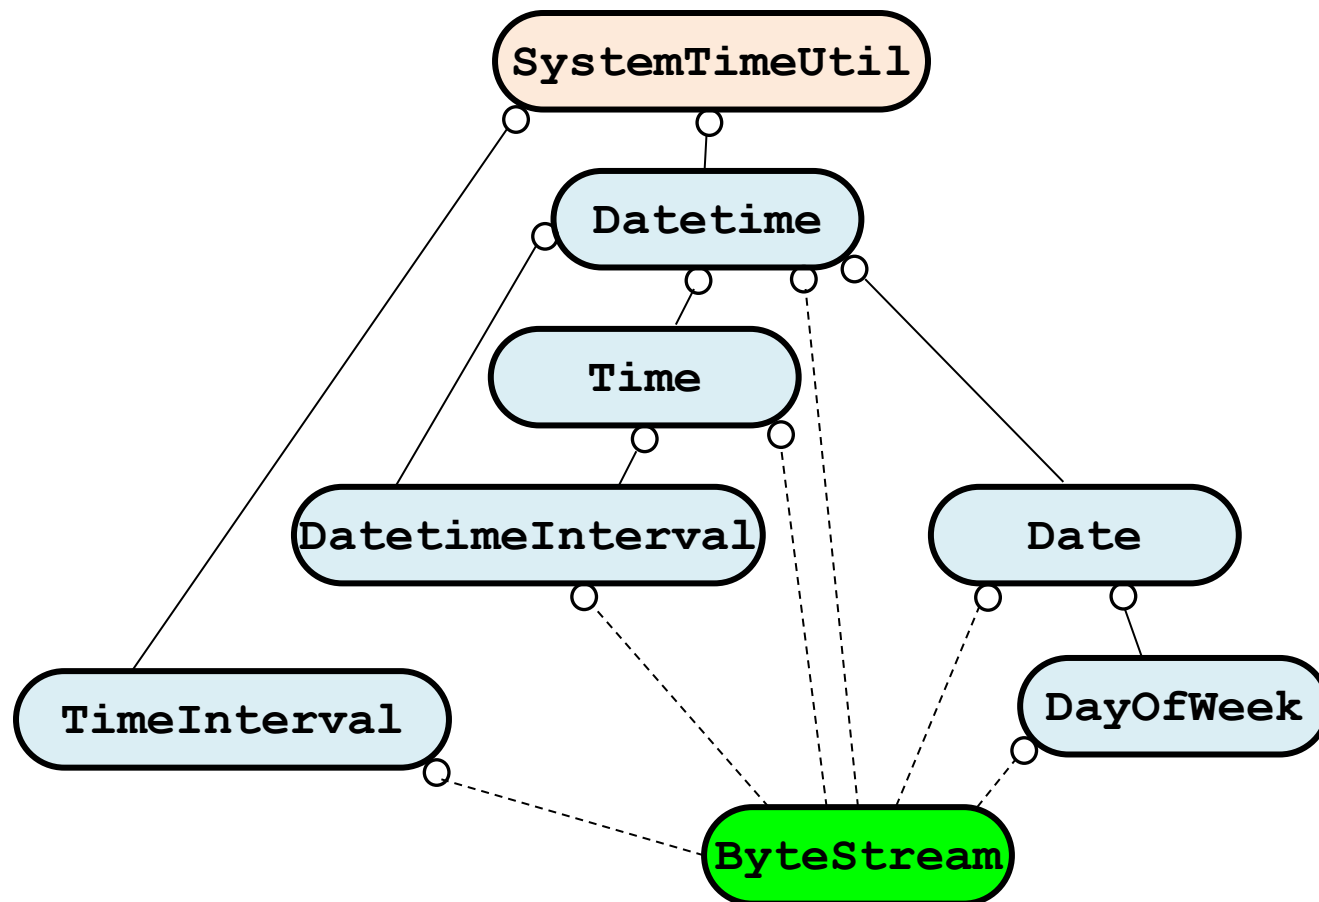 SystemTimeUtil
Datetime
Time
DatetimeInterval
Date
TimeInterval
DayOfWeek
ByteStream